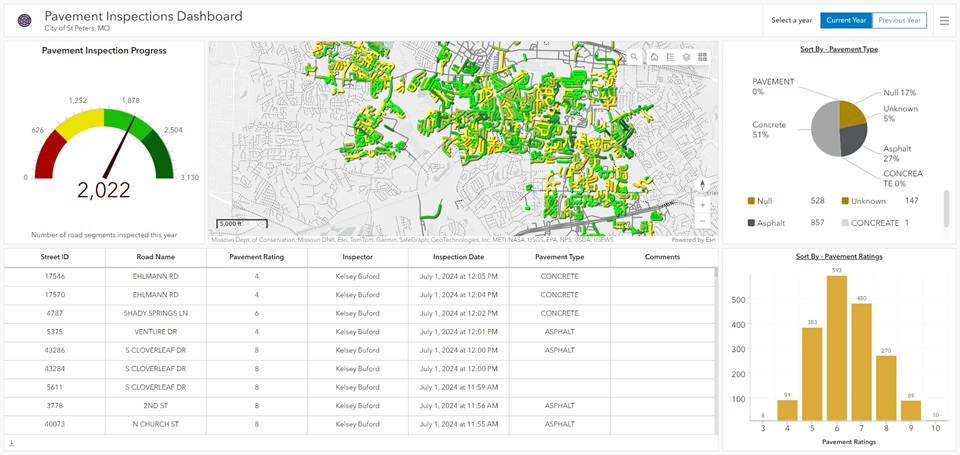 Pavement Inspections Dashboard
City of St Peters, MO
Select a year
Current Year
Previous Year
Pavement Inspection Progress
0
626
1,252
1,878
2,504
3,130
2,022
Number of road segments inspected this year
5,000 ft
Missouri Dept. of Conservation, Missouri DNR, Esri, TomTom, Garmin, SafeGraph, GeoTechnologies, Inc, METI/NASA, USGS, EPA, NPS, USDA, USFWS
Powered by Esri
Sort By - Pavement Type
PAVEMENT
0%
Null 17%
Unknown
5%
Concrete
51%
Asphalt
27%
CONCREA
TE 0%
Null 528
Unknown 147
Asphalt 857
CONCREATE 1
Street ID Road Name Pavement Rating Inspector Inspection Date Pavement Type Comments
17546 EHLMANN RD 4 Kelsey Buford July 1, 2024 at 12:05 PM CONCRETE
17570 EHLMANN RD 4 Kelsey Buford July 1, 2024 at 12:04 PM CONCRETE
4787 SHADY SPRINGS LN 6 Kelsey Buford July 1, 2024 at 12:02 PM CONCRETE
5375 VENTURE DR 4 Kelsey Buford July 1, 2024 at 12:01 PM ASPHALT
43286 S CLOVERLEAF DR 8 Kelsey Buford July 1, 2024 at 12:00 PM ASPHALT
43284 S CLOVERLEAF DR 8 Kelsey Buford July 1, 2024 at 12:00 PM
5611 S CLOVERLEAF DR 8 Kelsey Buford July 1, 2024 at 11:59 AM
3778 2ND ST 8 Kelsey Buford July 1, 2024 at 11:56 AM ASPHALT
40073 N CHURCH ST 8 Kelsey Buford July 1, 2024 at 11:55 AM ASPHALT
Sort By - Pavement Ratings
500
400
300
200
100
8 91 383 593 480 270 89 10
3 4 5 6 7 8 9 10
Pavement Ratings